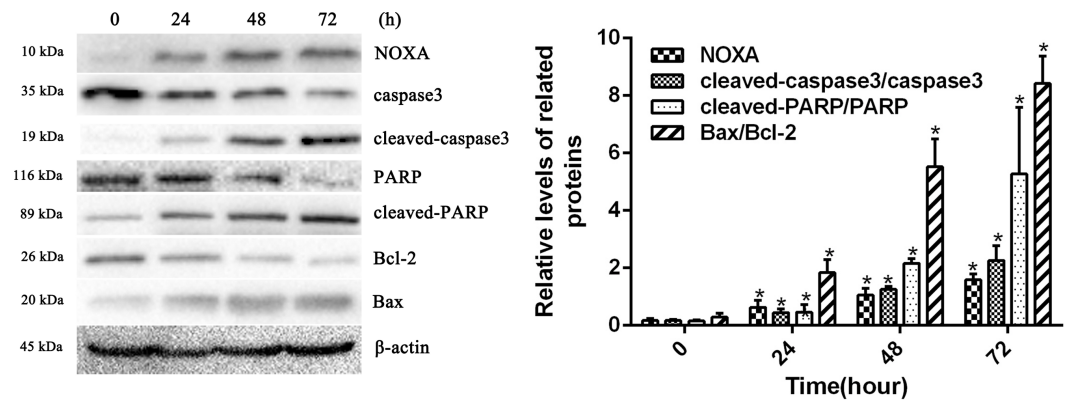 0 24 48 72 (h)
10 kDa NOXA
35 kDa caspase3
19 kDa cleaved-caspase3
116 kDa PARP
89 kDa cleaved-PARP
26 kDa Bcl-2
20 kDa Bax
45 kDa β-actin
Relative levels of related
proteins
10
8
6
4
2
0
NOXA
cleaved-caspase3/caspase3
cleaved-PARP/PARP
Bax/Bcl-2
* * * *
* * * *
* * * *
0 24 48 72
Time(hour)